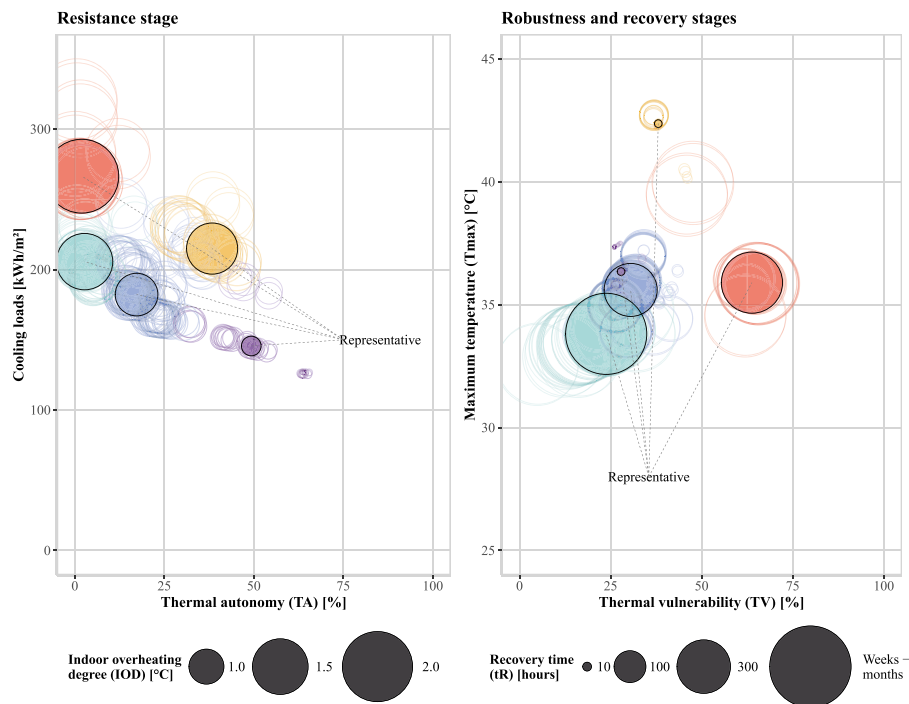 Resistance stage
Robustness and recovery stages
Cooling loads [kWh/m²]
300
200
100
0
Representative
0
25
50
75
100
Thermal autonomy (TA) [%]
Maximum temperature (Tmax) [°C]
45
40
35
30
25
Representative
0
25
50
75
100
Thermal vulnerability (TV) [%]
Indoor overheating
degree (IOD) [°C]
1.0
1.5
2.0
Recovery time
(tR) [hours]
10
100
300
Weeks −
months